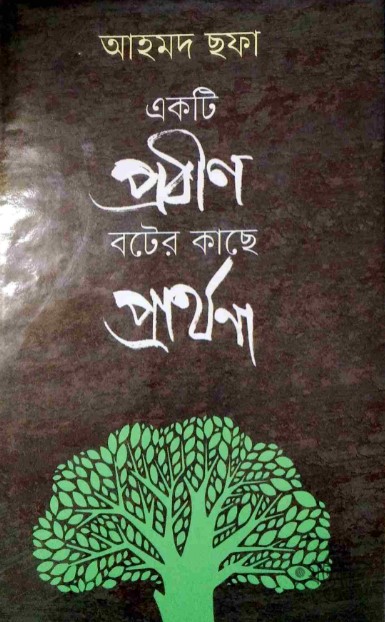 আহমদ ছফা
একটি
প্রবীণ
বটের কাছে
প্রার্থনা